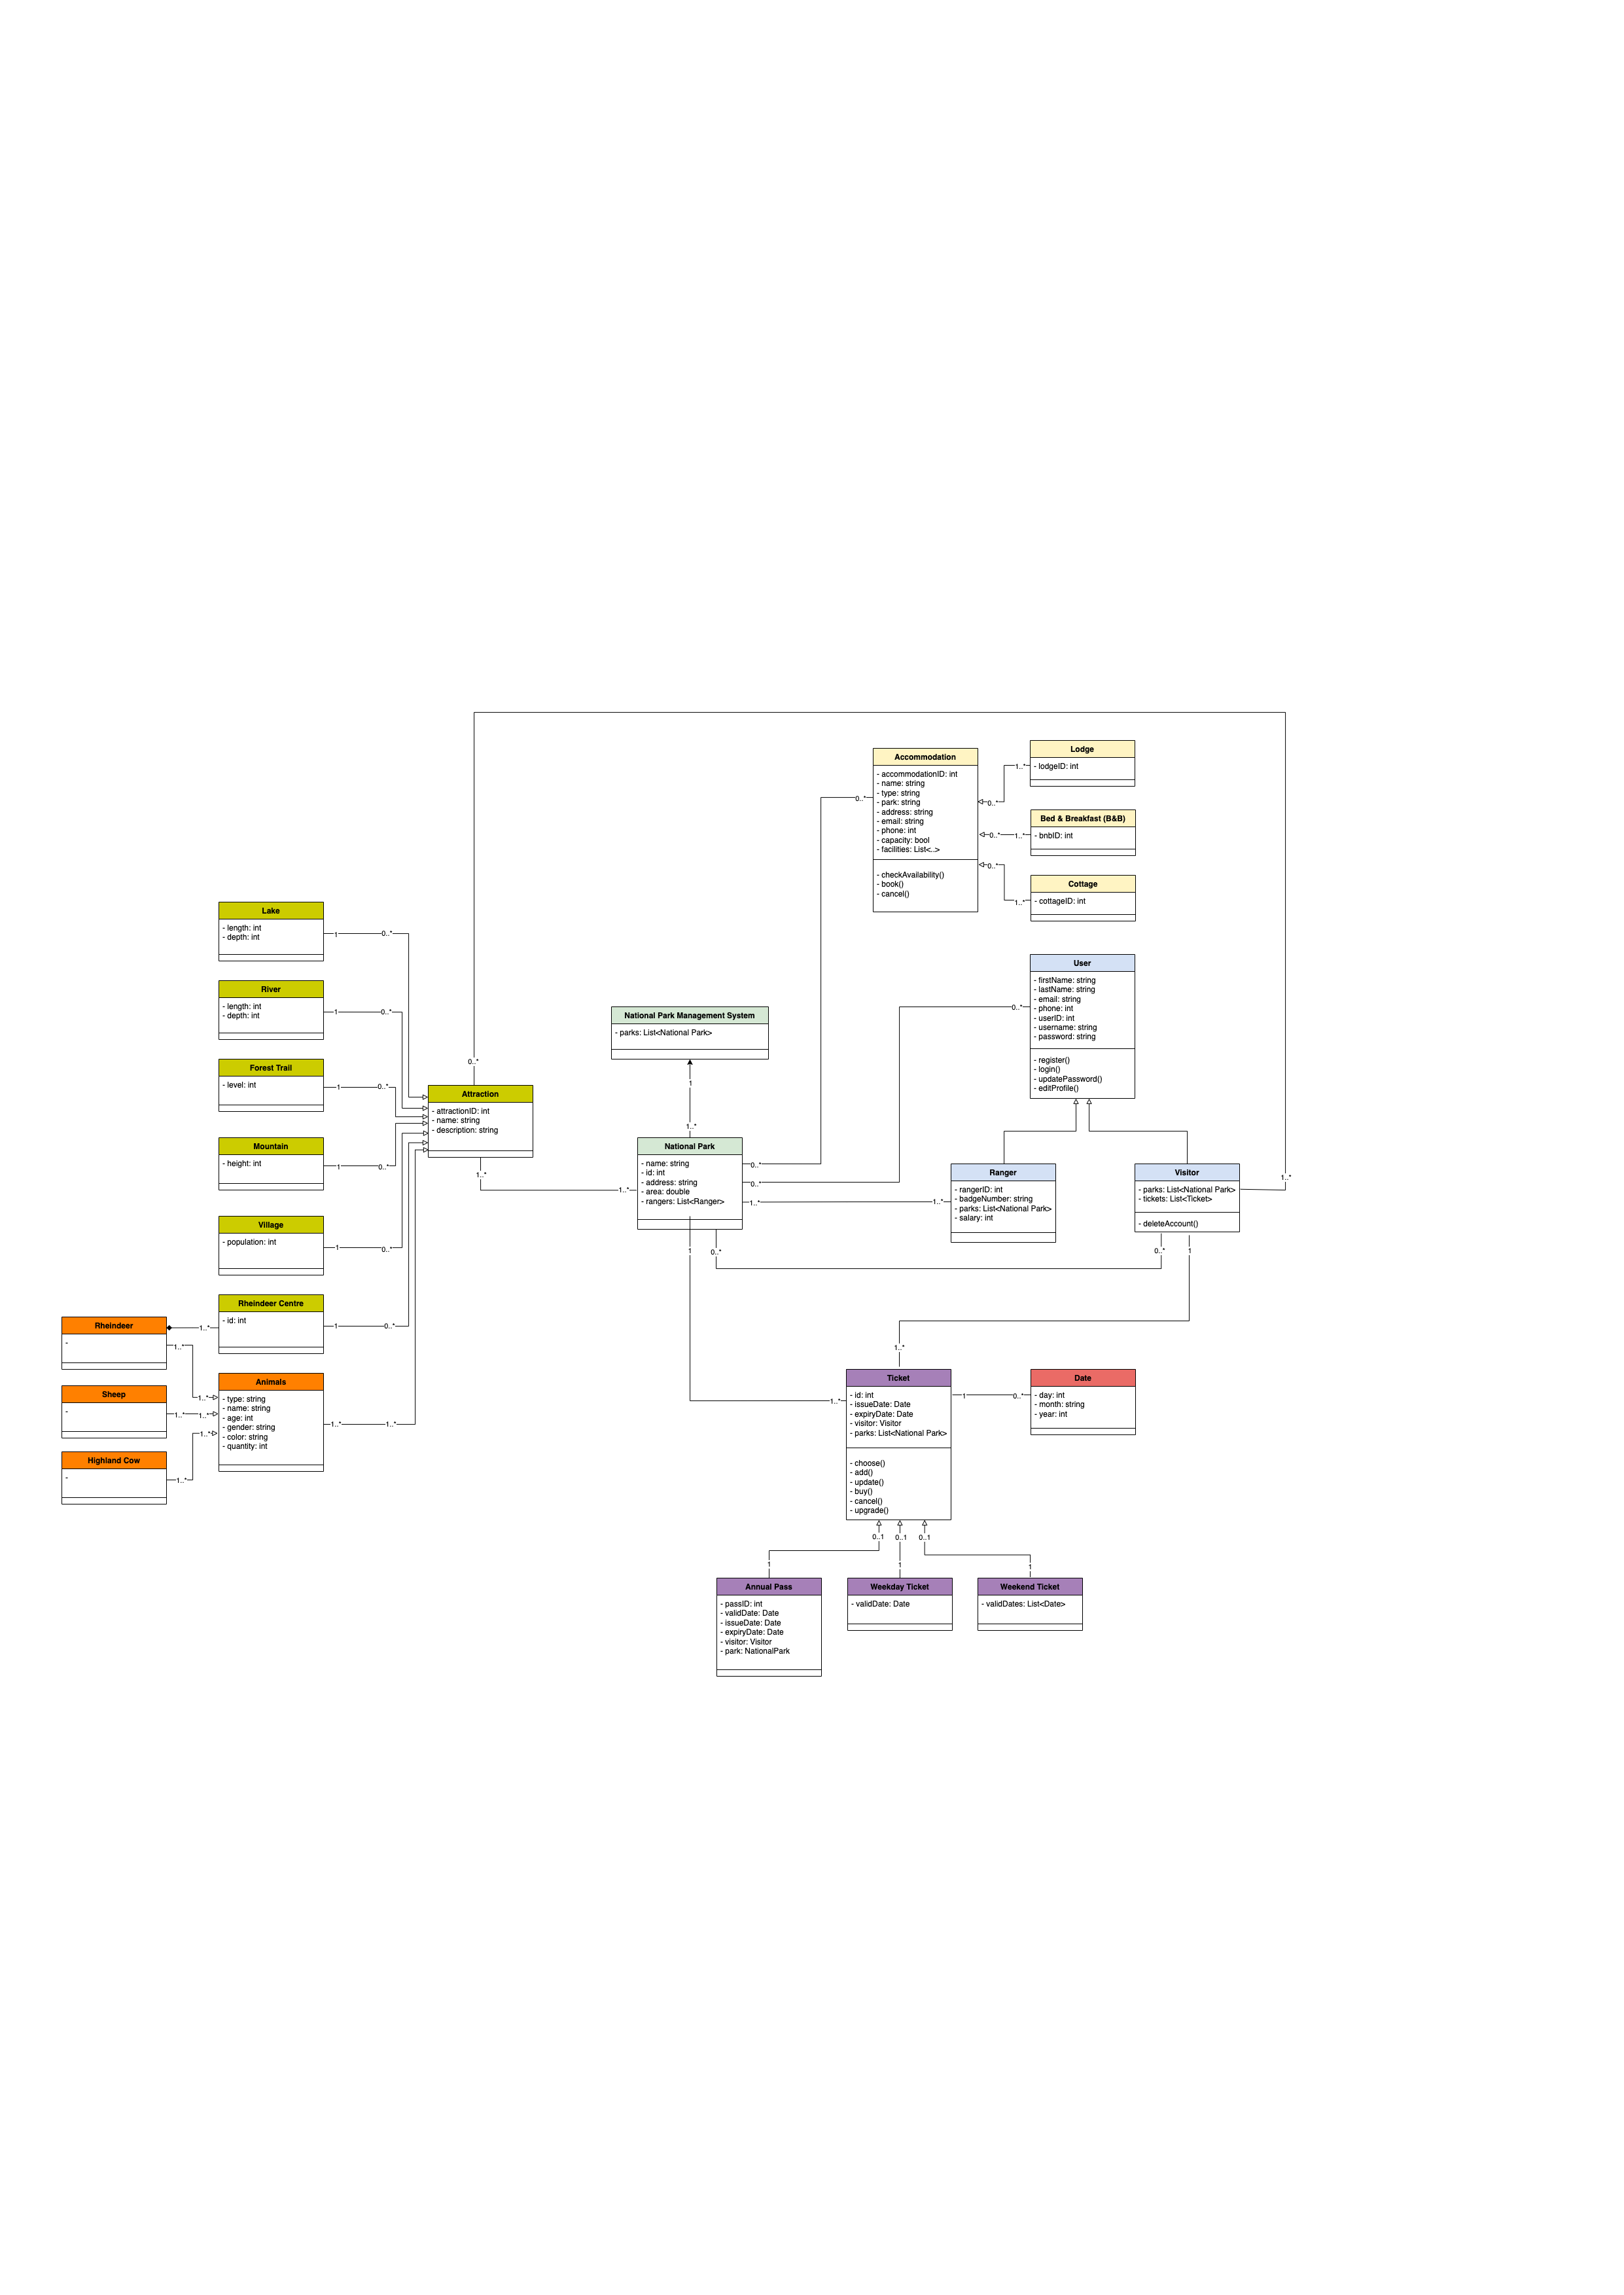 Accommodation
- accommodationID: int
- name: string
- type: string
- park: string
- address: string
- email: string
- phone: int
- capacity: bool
- facilities: List<..>
- checkAvailability()
- book()
- cancel()
0..*
0..*
0..*
0..*
1..*
1..*
1..*
Lodge
- lodgeID: int
Bed & Breakfast (B&B)
- bnbID: int
Cottage
- cottageID: int
Lake
- length: int
- depth: int
1
0..*
River
- length: int
- depth: int
1
0..*
Forest Trail
- level: int
1
0..*
Mountain
- height: int
1
0..*
Village
- population: int
1
0..*
Rheindeer Centre
- id: int
1
0..*
1..*
Rheindeer
-
1..*
1..*
Sheep
-
1..*
1..*
Highland Cow
-
1..*
1..*
Animals
- type: string
- name: string
- age: int
- gender: string
- color: string
- quantity: int
1..*
1..*
0..*
Attraction
- attractionID: int
- name: string
- description: string
1..*
1..*
National Park Management System
- parks: List<National Park>
1
1..*
National Park
- name: string
- id: int
- address: string
- area: double
- rangers: List<Ranger>
0..*
0..*
1..*
1
0..*
User
- firstName: string
- lastName: string
- email: string
- phone: int
- userID: int
- username: string
- password: string
- register()
- login()
- updatePassword()
- editProfile()
0..*
1..*
Ranger
- rangerID: int
- badgeNumber: string
- parks: List<National Park>
- salary: int
Visitor
- parks: List<National Park>
- tickets: List<Ticket>
- deleteAccount()
1..*
0..*
1
1..*
1..*
Ticket
- id: int
- issueDate: Date
- expiryDate: Date
- visitor: Visitor
- parks: List<National Park>
- choose()
- add()
- update()
- buy()
- cancel()
- upgrade()
1
0..*
Date
- day: int
- month: string
- year: int
0..1
0..1
0..1
1
1
1
Annual Pass
- passID: int
- validDate: Date
- issueDate: Date
- expiryDate: Date
- visitor: Visitor
- park: NationalPark
Weekday Ticket
- validDate: Date
Weekend Ticket
- validDates: List<Date>